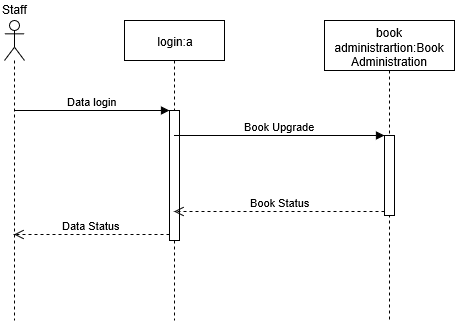 Staff
login:a
book
administrartion:Book
Administration
Data login
Book Upgrade
Book Status
Data Status